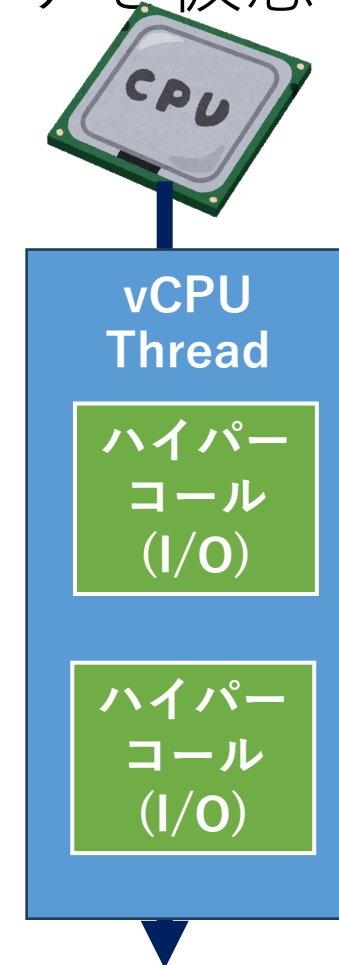 CPU
vCPU
Thread
ハイパー
コール
(I/O)
ハイパー
コール
(I/O)